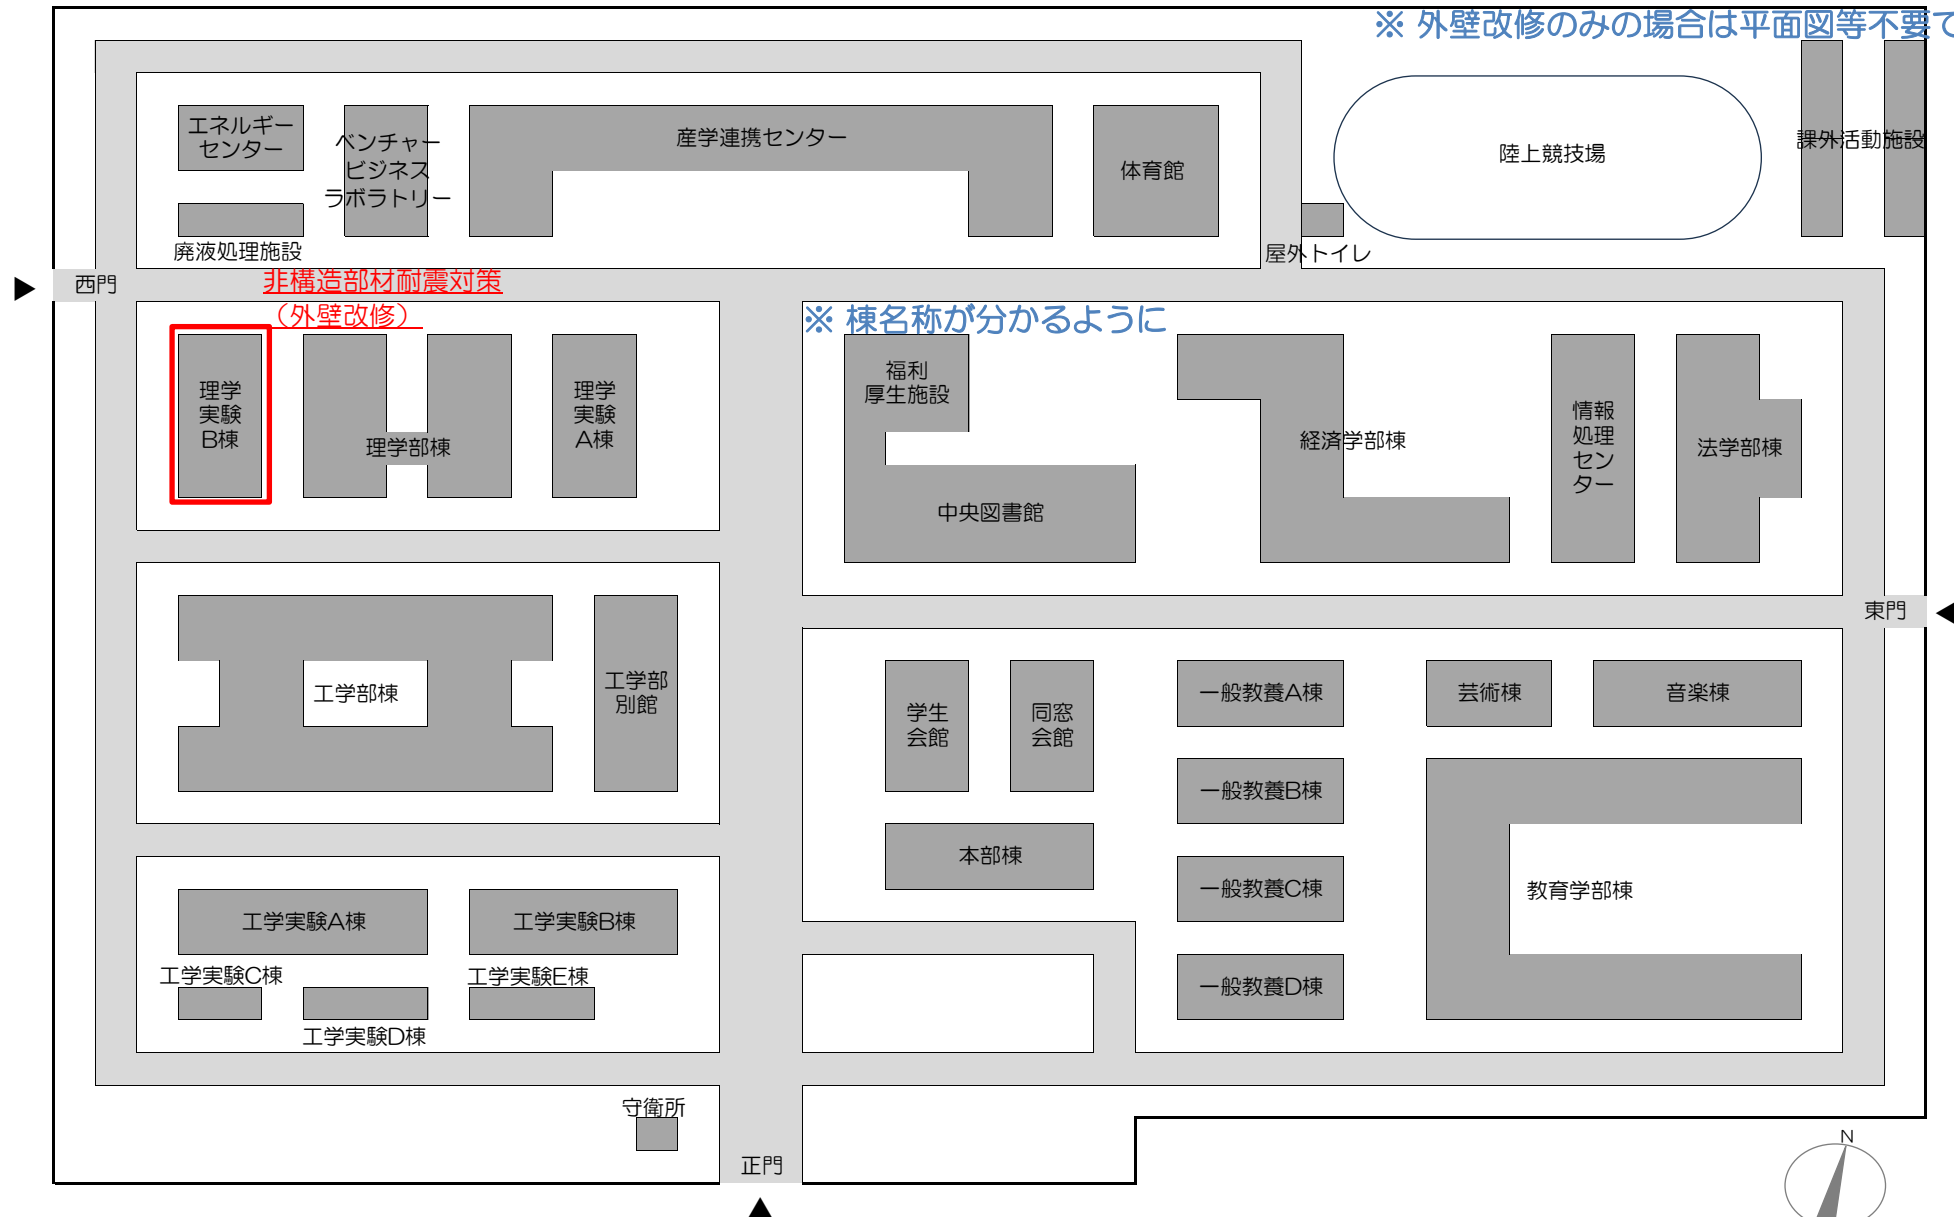 ※ 外壁改修のみの場合は平面図等不要で
エネルギー
センター
ベンチャー
ビジネス
ラボラトリー
産学連携センター
体育館
陸上競技場
課外活動施設
廃液処理施設
屋外トイレ
西門
非構造部材耐震対策
（外壁改修）
※ 棟名称が分かるように
理学
実験
B棟
理学部棟
理学
実験
A棟
福利
厚生施設
中央図書館
経済学部棟
情報
処理
セン
ター
法学部棟
東門
工学部棟
工学部
別館
学生
会館
同窓
会館
一般教養A棟
芸術棟
音楽棟
一般教養B棟
本部棟
一般教養C棟
教育学部棟
工学実験A棟
工学実験B棟
工学実験C棟
工学実験E棟
一般教養D棟
工学実験D棟
守衛所
正門
N